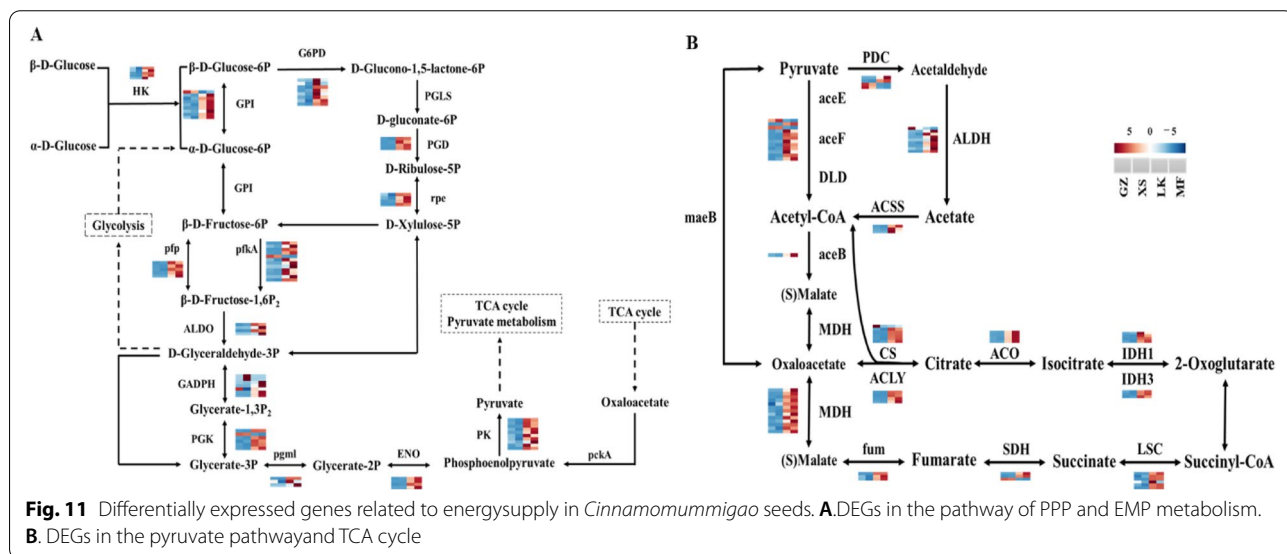 A
β-D-Glucose
HK
β-D-Glucose-6P
G6PD
D-Glucono-1,5-lactone-6P
GPI
PGLS
D-gluconate-6P
PGD
α-D-Glucose
α-D-Glucose-6P
D-Ribulose-5P
GPI
rpe
Glycolysis
β-D-Fructose-6P
D-Xylulose-5P
pfp
pfkA
β-D-Fructose-1,6P₂
ALDO
TCA cycle
Pyruvate metabolism
TCA cycle
D-Glyceraldehyde-3P
GADPH
Glycerate-1,3P₂
Pyruvate
Oxaloacetate
PGK
PK
Glycerate-3P
pgml
Glycerate-2P
ENO
Phosphoenolpyruvate
pckA
B
Pyruvate
PDC
Acetaldehyde
aceE
aceF
ALDH
DLD
maeB
Acetyl-CoA
ACSS
Acetate
aceB
(S)Malate
MDH
Oxaloacetate
CS
ACLY
Citrate
ACO
Isocitrate
IDH1
IDH3
2-Oxoglutarate
MDH
(S)Malate
fum
Fumarate
SDH
Succinate
LSC
Succinyl-CoA
5 0 −5
GZ
XS
LK
MF
Fig. 11 Differentially expressed genes related to energysupply in Cinnamomummigao seeds. A.DEGs in the pathway of PPP and EMP metabolism.
B. DEGs in the pyruvate pathwayand TCA cycle